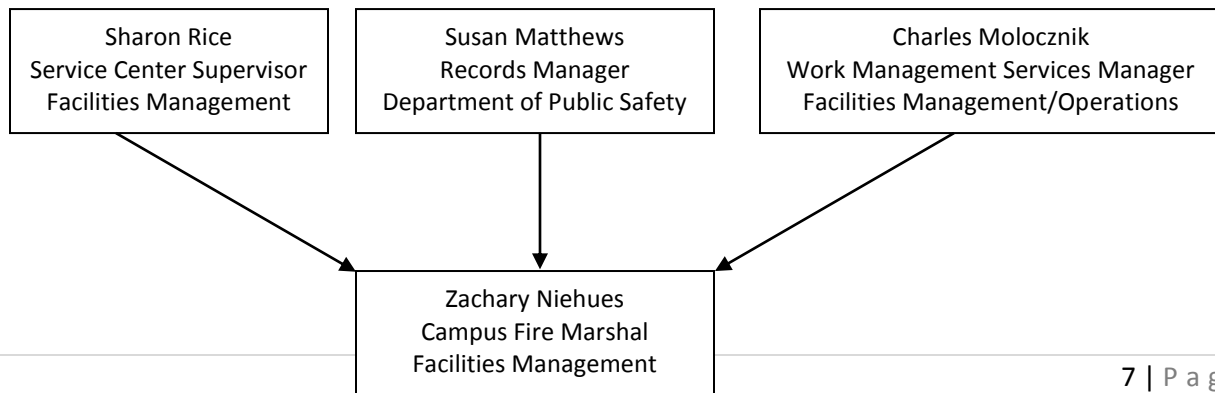 Sharon Rice
Service Center Supervisor
Facilities Management
Susan Matthews
Records Manager
Department of Public Safety
Charles Molocznik
Work Management Services Manager
Facilities Management/Operations
Zachary Niehues
Campus Fire Marshal
Facilities Management
7 | P a g